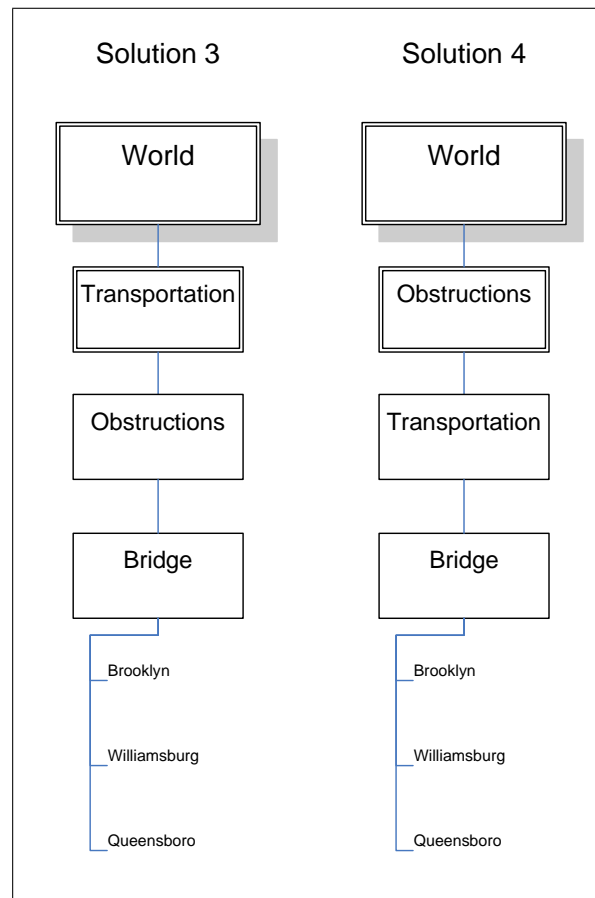 Solution 3
World
Transportation
Obstructions
Bridge
Brooklyn
Williamsburg
Queensboro
Solution 4
World
Obstructions
Transportation
Bridge
Brooklyn
Williamsburg
Queensboro